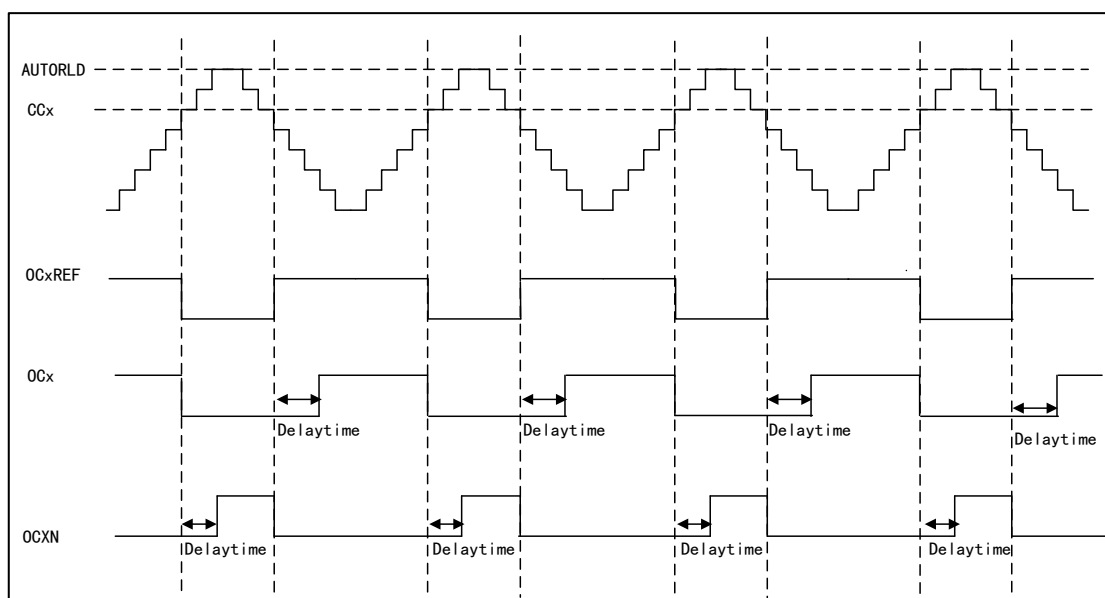 AUTORLD
CCx
OCxREF
OCx
Delaytime
Delaytime
Delaytime
Delaytime
OCXN
Delaytime
Delaytime
Delaytime
Delaytime